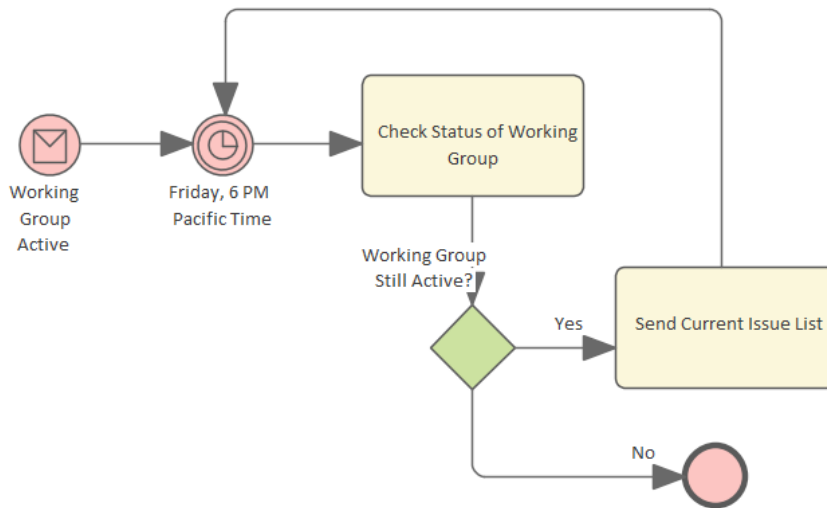 Working
Group
Active
Friday, 6 PM
Pacific Time
Check Status of Working
Group
Working Group
Still Active?
Yes
Send Current Issue List
No